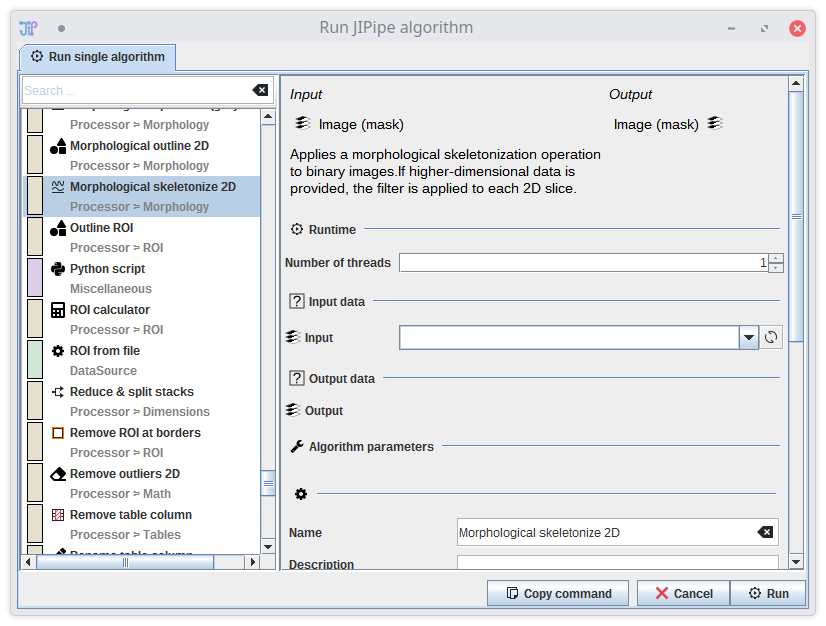 JIP
Run JIPipe algorithm
Run single algorithm
Search ...
Processor > Morphology
Morphological outline 2D
Processor > Morphology
Morphological skeletonize 2D
Processor > Morphology
Outline ROI
Processor > ROI
Python script
Miscellaneous
ROI calculator
Processor > ROI
ROI from file
DataSource
Reduce & split stacks
Processor > Dimensions
Remove ROI at borders
Processor > ROI
Remove outliers 2D
Processor > Math
Remove table column
Processor > Tables
Rename table column
Input
Output
Image (mask)
Image (mask)
Applies a morphological skeletonization operation
to binary images.If higher-dimensional data is
provided, the filter is applied to each 2D slice.
Runtime
Number of threads
1
Input data
Input
Output data
Output
Algorithm parameters
Name
Morphological skeletonize 2D
Description
Copy command
Cancel
Run